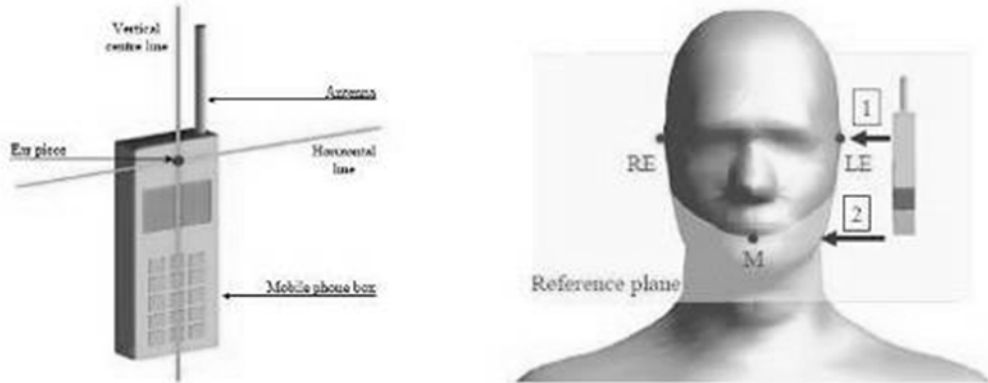 Vertical
centre line
Antenna
Ear piece
Horizontal
line
Mobile phone box
1
RE
LE
2
M
Reference plane